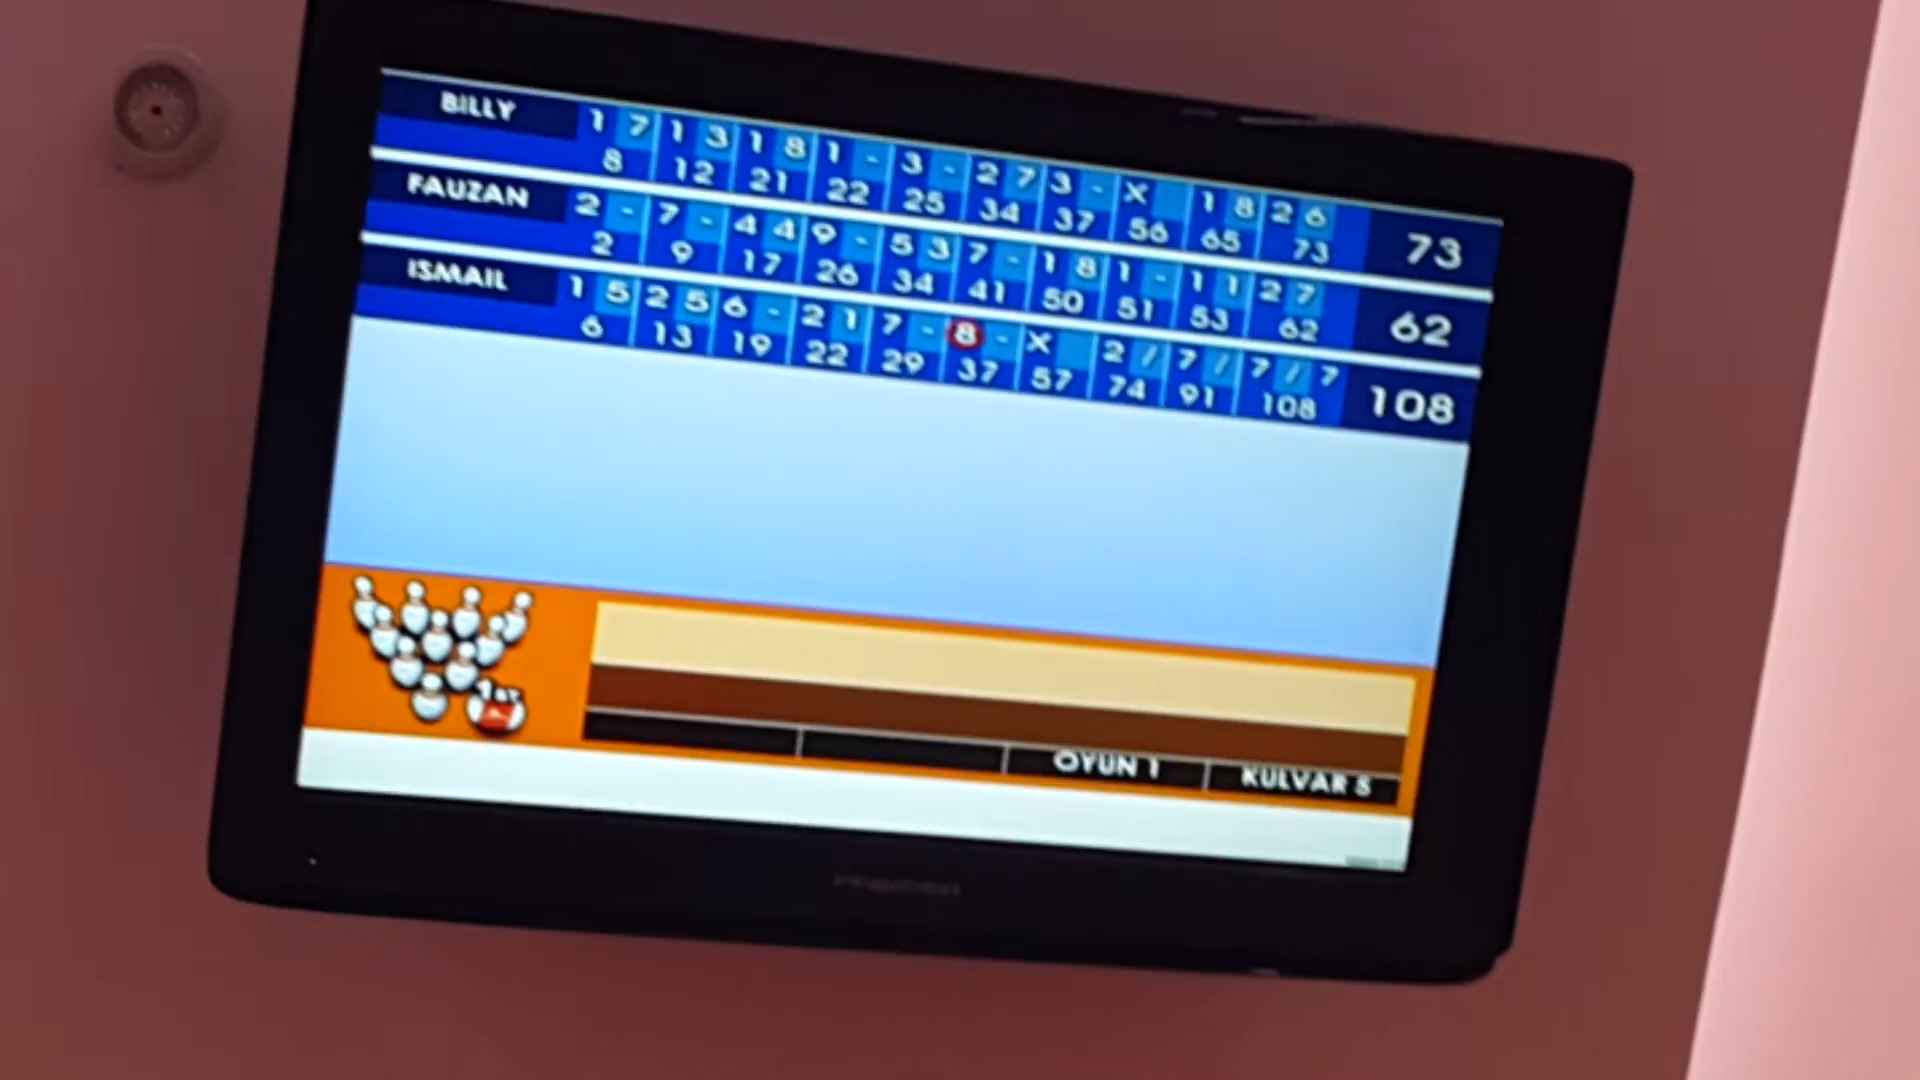 BILLY 1 7 1 3 1 8 1 - 3 - 2 7 3 - X 1 8 2 6
8 12 21 22 25 34 37 56 65 73 73
FAUZAN 2 - 7 - 4 4 9 - 5 3 7 - 1 8 1 - 1 1 2 7
2 9 17 26 34 41 50 51 53 62 62
ISMAIL 1 5 2 5 6 - 2 1 7 - 8 - X 2 / 7 / 7 / 7
6 13 19 22 29 37 57 74 91 108 108
1ST
OYUN 1 KULVAR 5